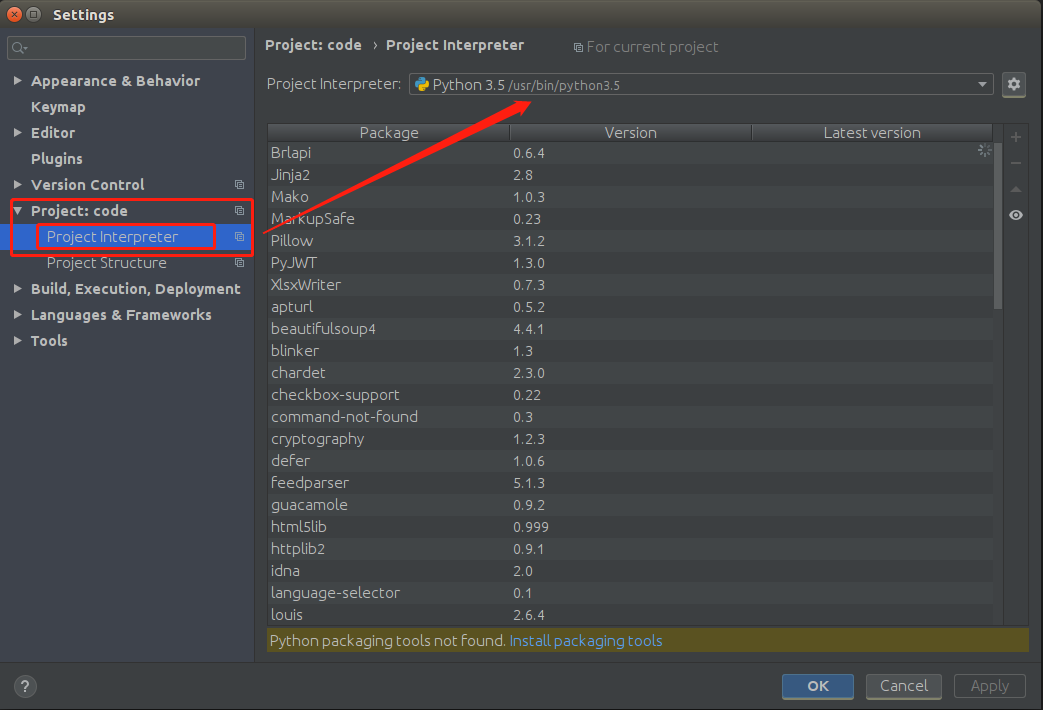 Settings
Project: code › Project Interpreter For current project
Appearance & Behavior
Keymap
Editor
Plugins
Version Control
Project: code
Project Interpreter
Project Structure
Build, Execution, Deployment
Languages & Frameworks
Tools
Project Interpreter: Python 3.5 /usr/bin/python3.5
Package Version Latest version
Brlapi 0.6.4
Jinja2 2.8
Mako 1.0.3
MarkupSafe 0.23
Pillow 3.1.2
PyJWT 1.3.0
XlsxWriter 0.7.3
apturl 0.5.2
beautifulsoup4 4.4.1
blinker 1.3
chardet 2.3.0
checkbox-support 0.22
command-not-found 0.3
cryptography 1.2.3
defer 1.0.6
feedparser 5.1.3
guacamole 0.9.2
html5lib 0.999
httplib2 0.9.1
idna 2.0
language-selector 0.1
louis 2.6.4
Python packaging tools not found. Install packaging tools
? OK Cancel Apply